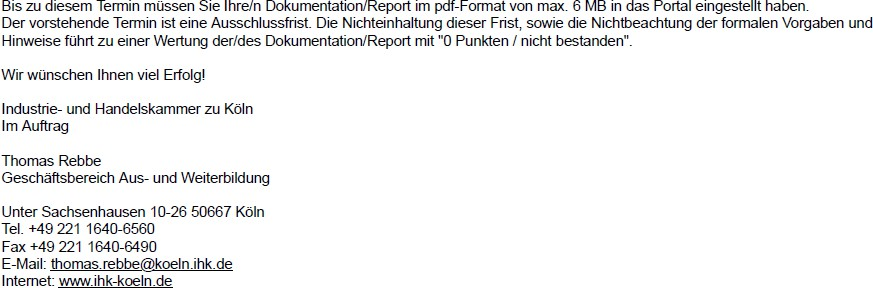 Bis zu diesem Termin müssen Sie Ihre/n Dokumentation/Report im pdf-Format von max. 6 MB in das Portal eingestellt haben.
Der vorstehende Termin ist eine Ausschlussfrist. Die Nichteinhaltung dieser Frist, sowie die Nichtbeachtung der formalen Vorgaben und
Hinweise führt zu einer Wertung der/des Dokumentation/Report mit "0 Punkten / nicht bestanden".
Wir wünschen Ihnen viel Erfolg!
Industrie- und Handelskammer zu Köln
Im Auftrag
Thomas Rebbe
Geschäftsbereich Aus- und Weiterbildung
Unter Sachsenhausen 10-26 50667 Köln
Tel. +49 221 1640-6560
Fax +49 221 1640-6490
E-Mail: thomas.rebbe@koeln.ihk.de
Internet: www.ihk-koeln.de